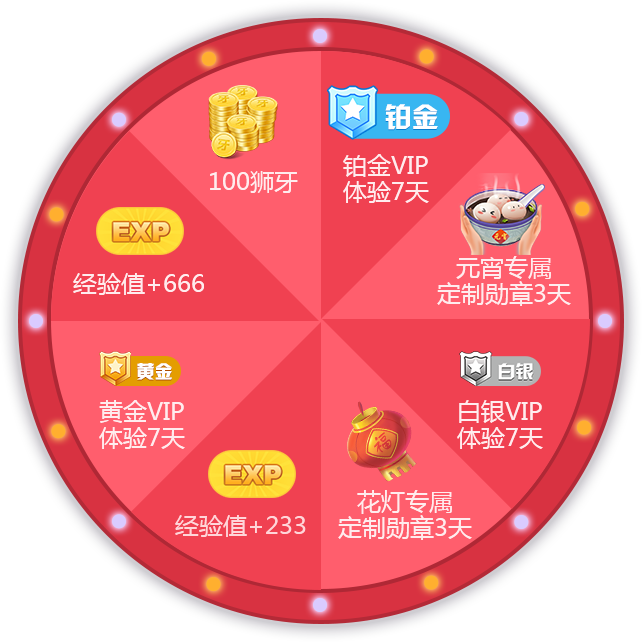 铂金
铂金VIP
体验7天
元宵专属
定制勋章3天
白银
白银VIP
体验7天
福
花灯专属
定制勋章3天
EXP
经验值+233
黄金
黄金VIP
体验7天
EXP
经验值+666
牙
100狮牙